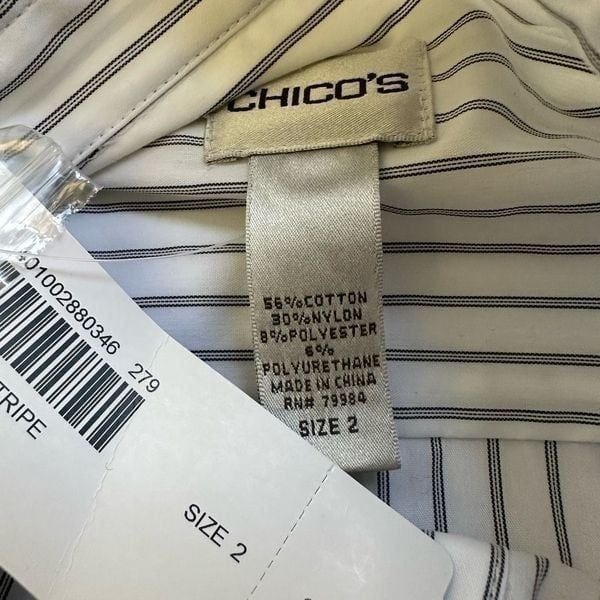 CHICO'S
56%COTTON
30%NYLON
8%POLYESTER
6%
POLYURETHANE
MADE IN CHINA
RN# 79984
SIZE 2
01002880346 279
TRIPE
SIZE 2